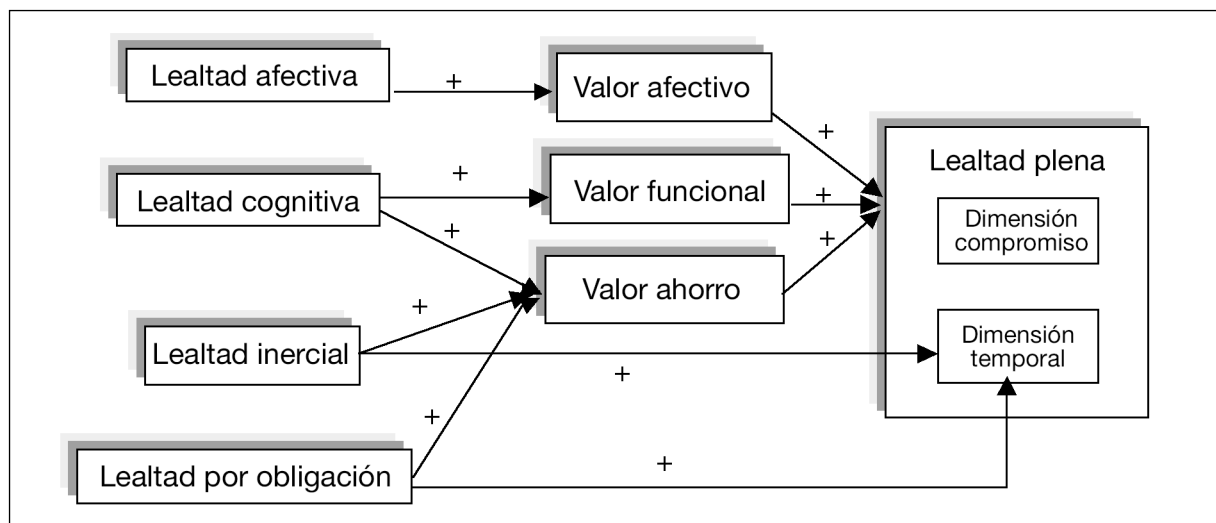 Lealtad afectiva
+
Valor afectivo
+
Lealtad plena
Lealtad cognitiva
+
Valor funcional
+
Dimensión
compromiso
+
Valor ahorro
+
Lealtad inercial
+
+
Dimensión
temporal
Lealtad por obligación
+
+